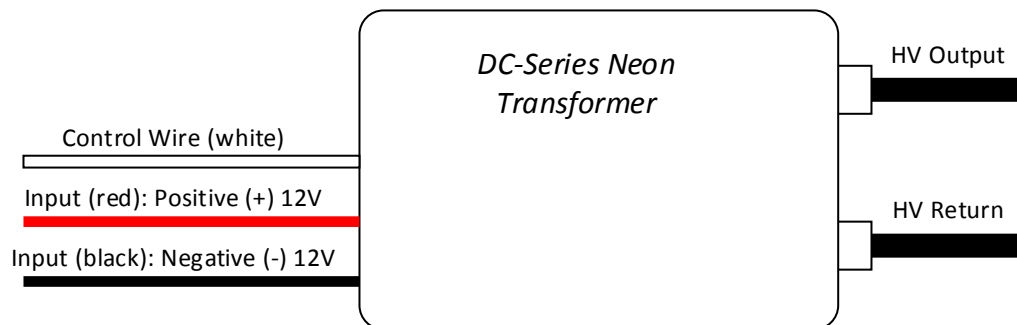 DC-Series Neon
Transformer
HV Output
Control Wire (white)
Input (red): Positive (+) 12V
HV Return
Input (black): Negative (-) 12V